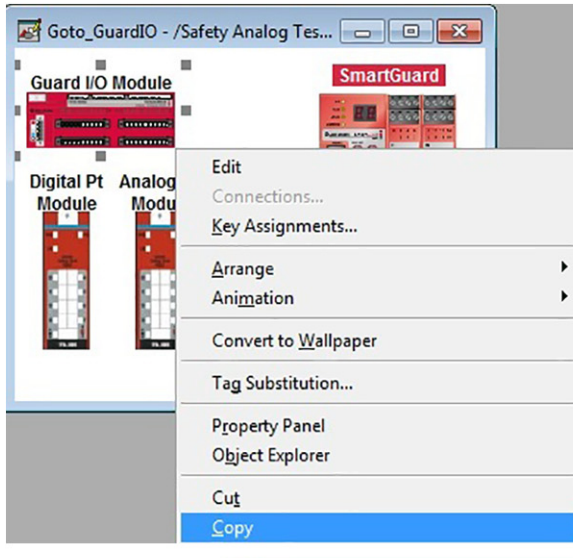 Goto_GuardIO - /Safety Analog Tes...
Guard I/O Module
SmartGuard
Digital Pt
Module
Analog
Modu
Edit
Connections...
Key Assignments...
Arrange
Animation
Convert to Wallpaper
Tag Substitution...
Property Panel
Object Explorer
Cut
Copy